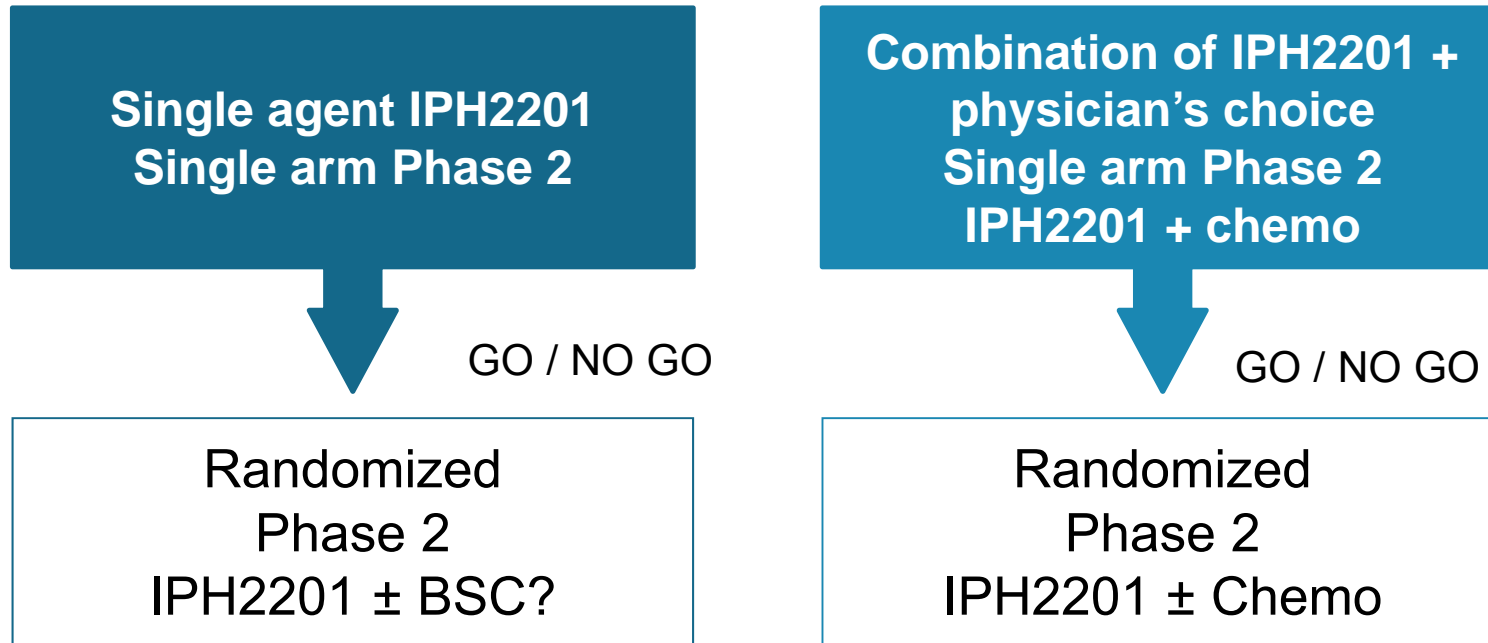 Single agent IPH2201
Single arm Phase 2
GO / NO GO
Randomized
Phase 2
IPH2201 ± BSC?
Combination of IPH2201 +
physician’s choice
Single arm Phase 2
IPH2201 + chemo
GO / NO GO
Randomized
Phase 2
IPH2201 ± Chemo